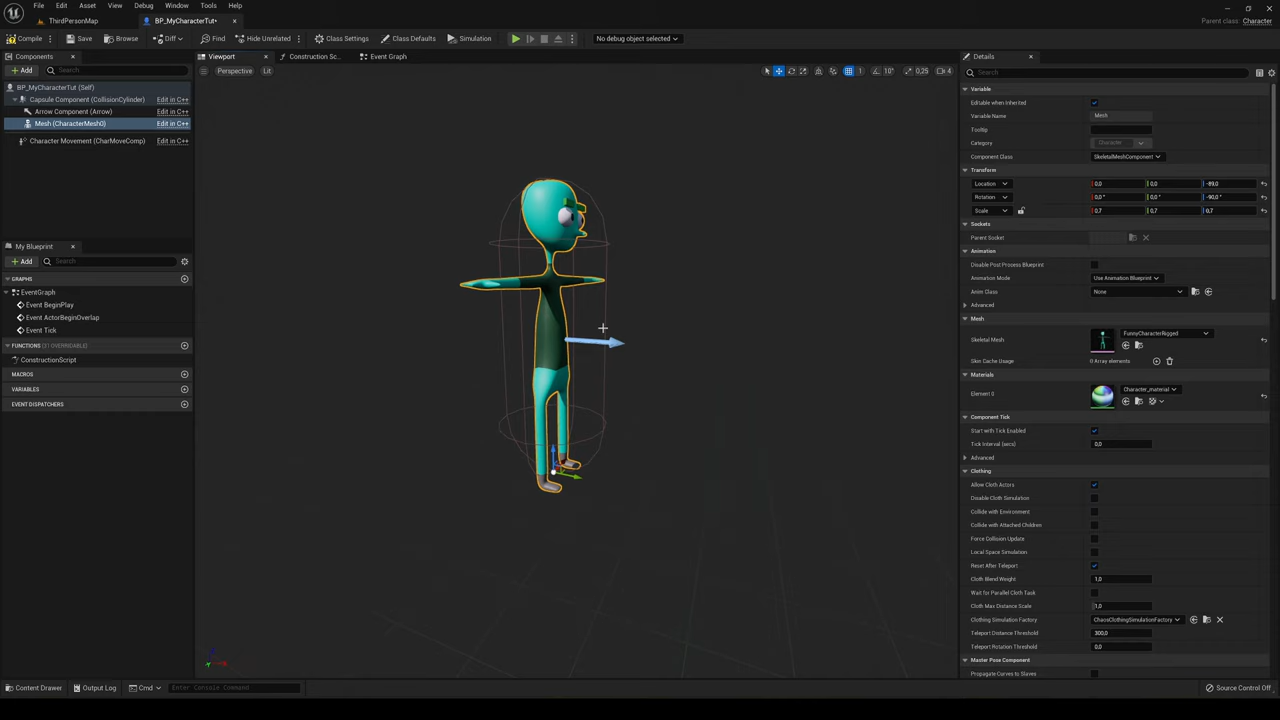 File Edit Asset View Debug Window Tools Help
ThirdPersonMap BP_MyCharacterTut* Parent class: Character
Compile Save Browse Diff Find Hide Unrelated Class Settings Class Defaults Simulation No debug object selected
Components
Add Search
BP_MyCharacterTut (Self)
Capsule Component (CollisionCylinder) Edit in C++
Arrow Component (Arrow) Edit in C++
Mesh (CharacterMesh0) Edit in C++
Character Movement (CharMoveComp) Edit in C++
My Blueprint
Add Search
GRAPHS
EventGraph
Event BeginPlay
Event ActorBeginOverlap
Event Tick
FUNCTIONS (31 OVERRIDABLE)
ConstructionScript
MACROS
VARIABLES
EVENT DISPATCHERS
Viewport Construction Sc... Event Graph
Perspective Lit 1 10° 0,25 4
Details
Search
Variable
Editable when Inherited
Variable Name Mesh
Tooltip
Category Character
Component Class SkeletalMeshComponent
Transform
Location 0,0 0,0 -89,0
Rotation 0,0 ° 0,0 ° -90,0 °
Scale 0,7 0,7 0,7
Sockets
Parent Socket
Animation
Disable Post Process Blueprint
Animation Mode Use Animation Blueprint
Anim Class None
Advanced
Mesh
Skeletal Mesh FunnyCharacterRigged
Skin Cache Usage 0 Array elements
Materials
Element 0 Character_material
Component Tick
Start with Tick Enabled
Tick Interval (secs) 0,0
Advanced
Clothing
Allow Cloth Actors
Disable Cloth Simulation
Collide with Environment
Collide with Attached Children
Force Collision Update
Local Space Simulation
Reset After Teleport
Cloth Blend Weight 1,0
Wait for Parallel Cloth Task
Cloth Max Distance Scale 1,0
Clothing Simulation Factory ChaosClothingSimulationFactory
Teleport Distance Threshold 300,0
Teleport Rotation Threshold 0,0
Master Pose Component
Propagate Curves to Slaves
Content Drawer Output Log Cmd Enter Console Command Source Control Off